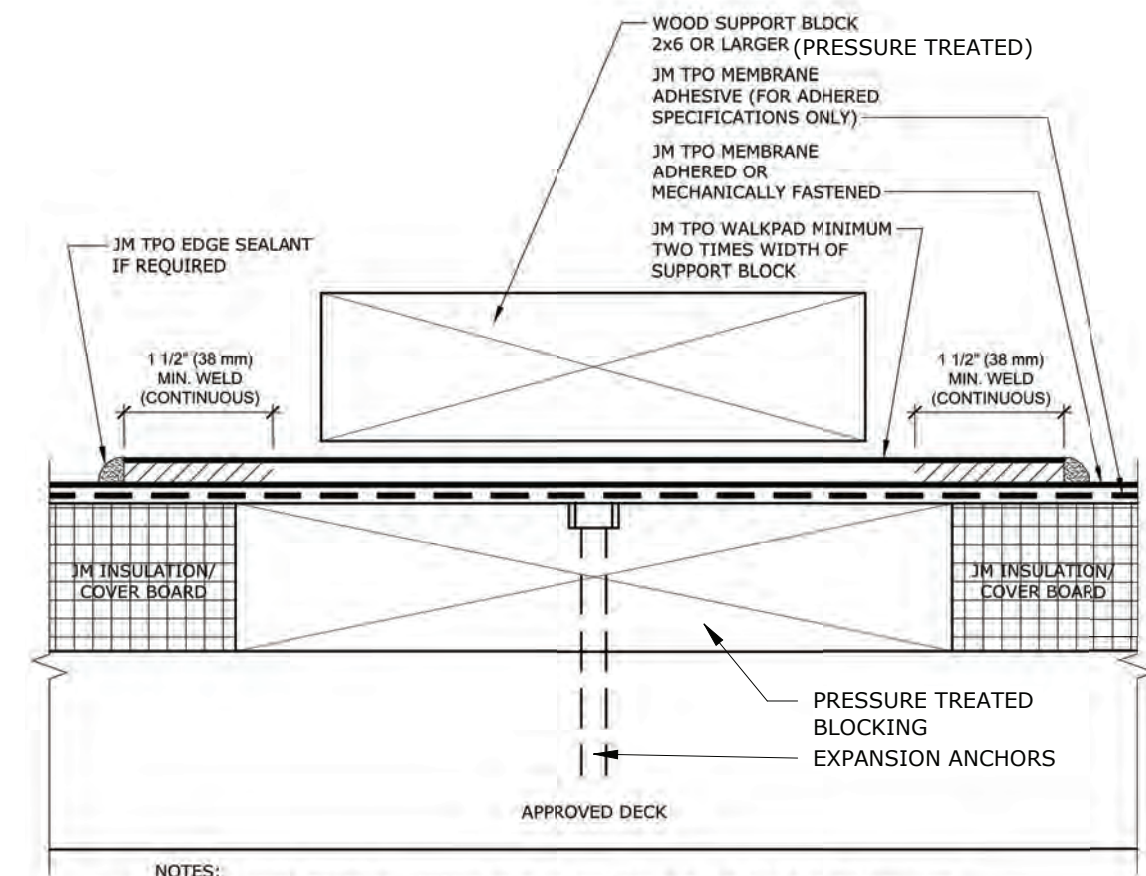 WOOD SUPPORT BLOCK
2x6 OR LARGER (PRESSURE TREATED)
JM TPO MEMBRANE
ADHESIVE (FOR ADHERED
SPECIFICATIONS ONLY)
JM TPO MEMBRANE
ADHERED OR
MECHANICALLY FASTENED
JM TPO WALKPAD MINIMUM
TWO TIMES WIDTH OF
SUPPORT BLOCK
JM TPO EDGE SEALANT
IF REQUIRED
1 1/2" (38 mm)
MIN. WELD
(CONTINUOUS)
1 1/2" (38 mm)
MIN. WELD
(CONTINUOUS)
JM INSULATION/
COVER BOARD
JM INSULATION/
COVER BOARD
PRESSURE TREATED
BLOCKING
EXPANSION ANCHORS
APPROVED DECK
NOTES: